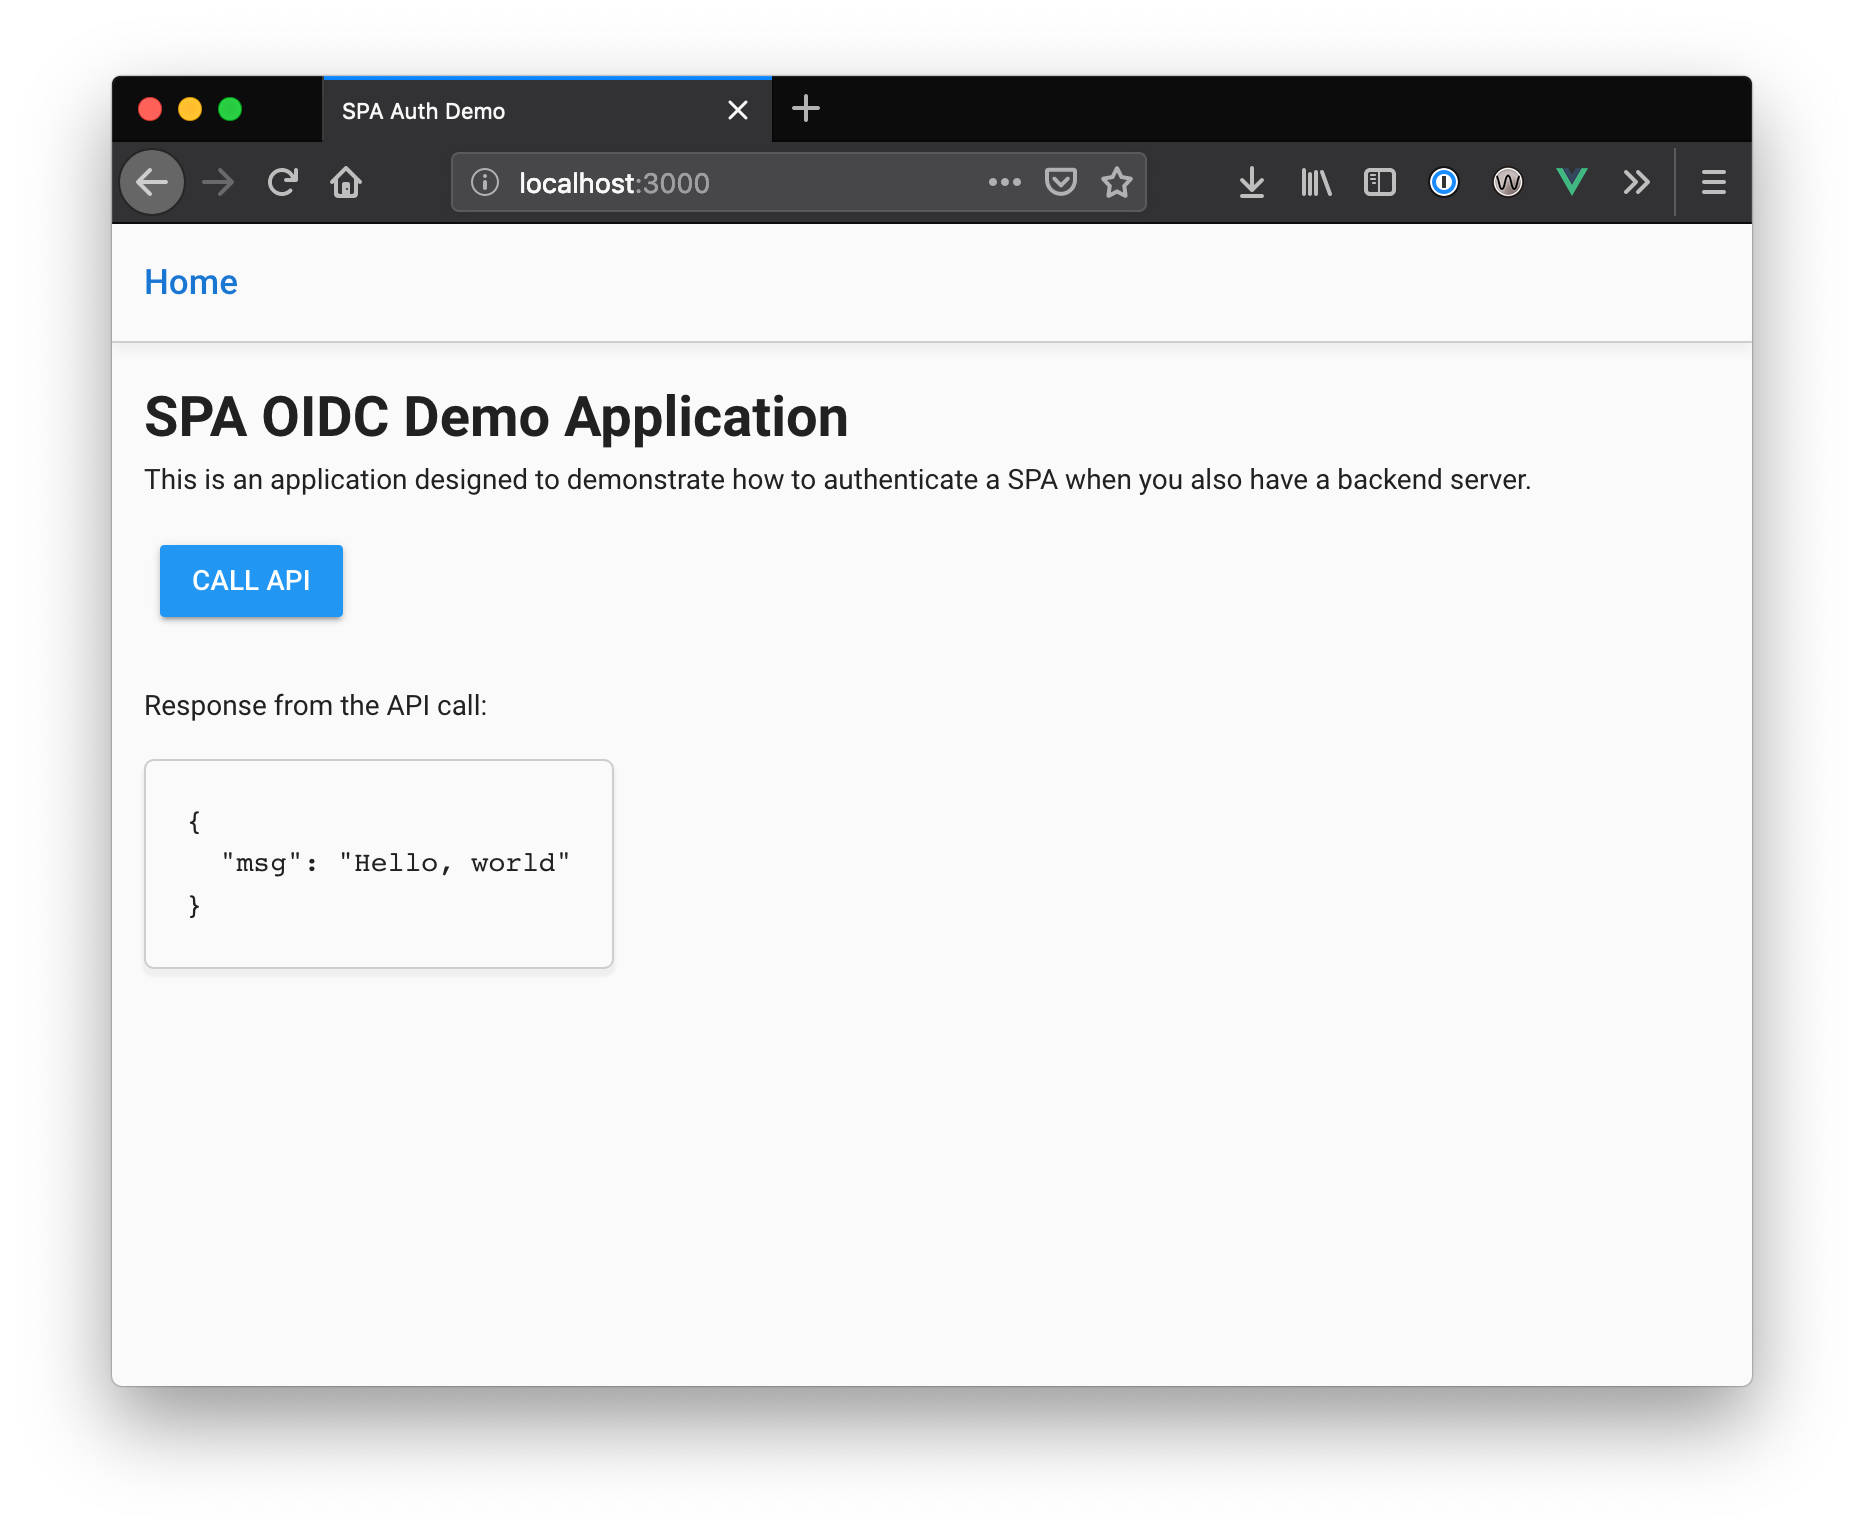 SPA Auth Demo
localhost:3000
Home
SPA OIDC Demo Application
This is an application designed to demonstrate how to authenticate a SPA when you also have a backend server.
CALL API
Response from the API call:
{
"msg": "Hello, world"
}